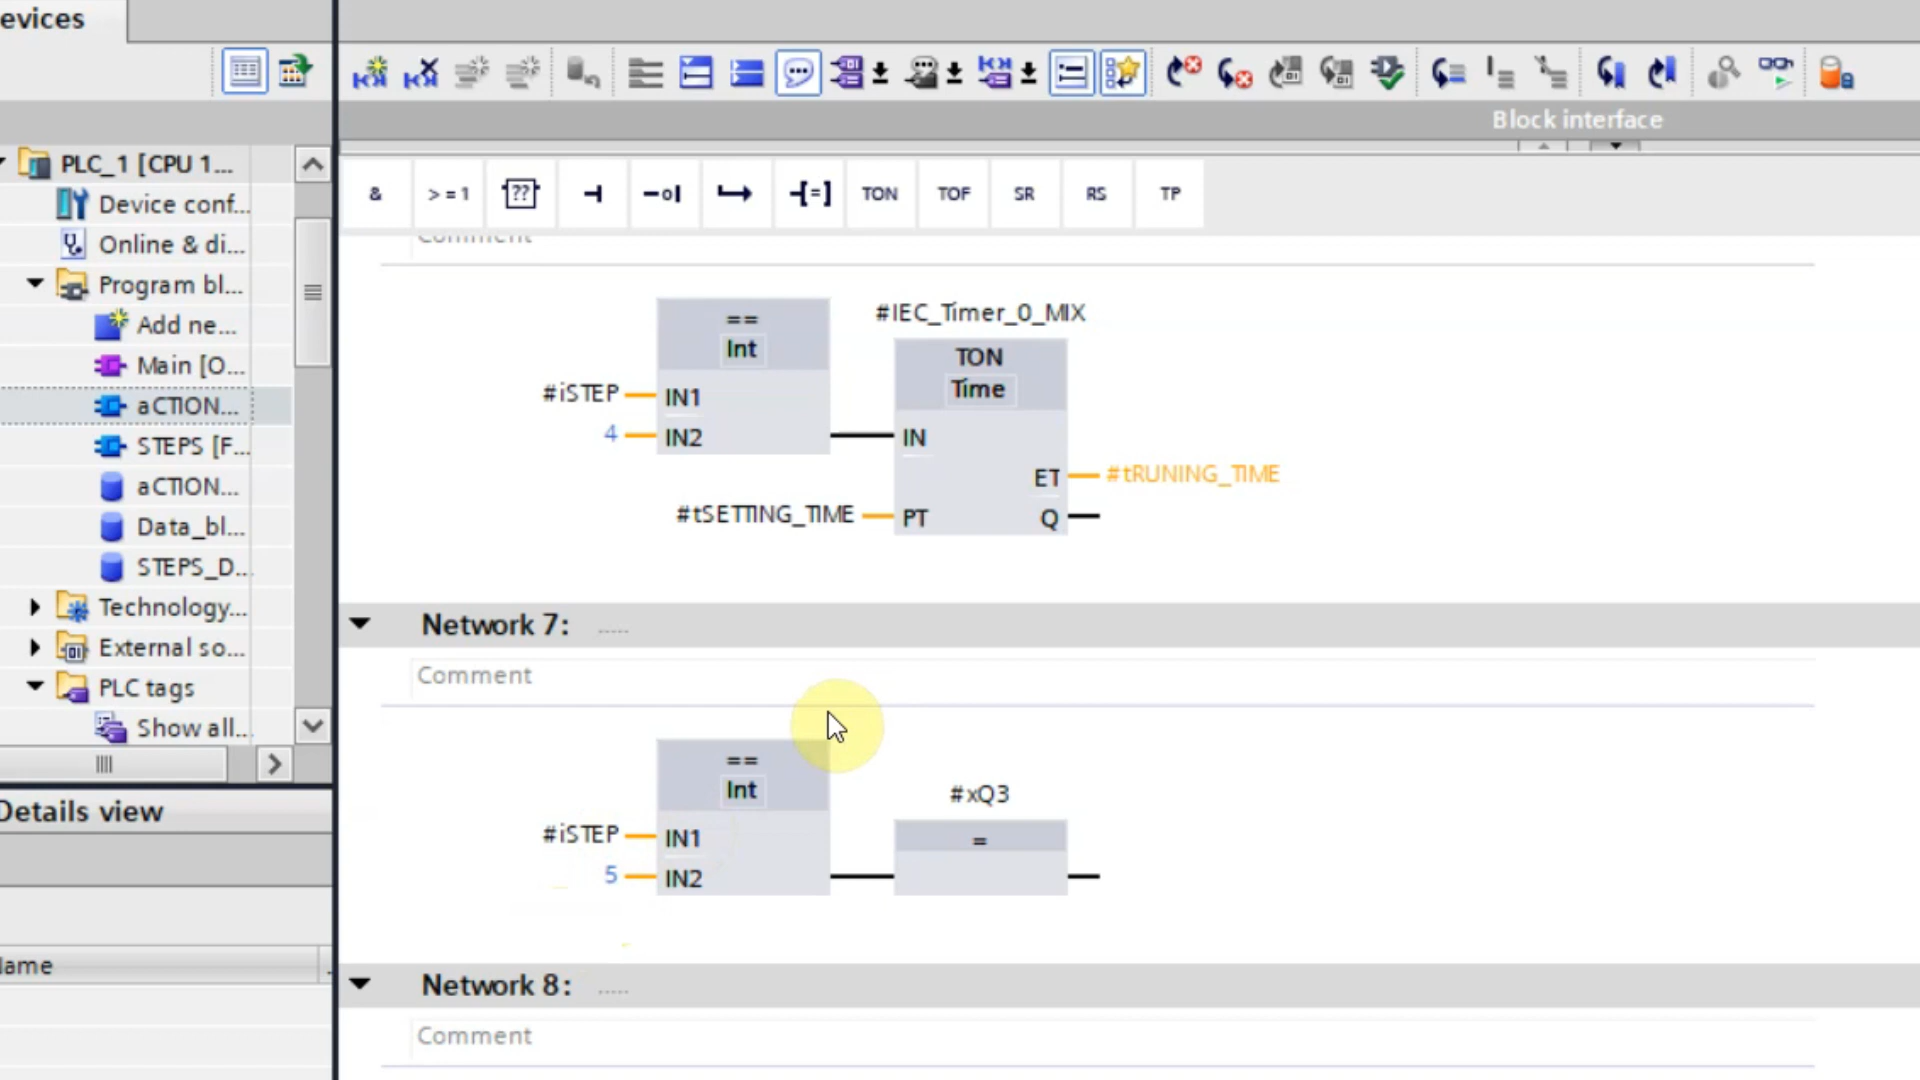 evices
Block interface
PLC_1 [CPU 1...
Device conf...
Online & di...
Program bl...
Add ne...
Main [O...
aCTION...
STEPS [F...
aCTION...
Data_bl...
STEPS_D...
Technology...
External so...
PLC tags
Show all...
Details view
lame
& >=1 ?? -o| -[=] TON TOF SR RS TP
Comment
==
Int
#iSTEP IN1
4 IN2
#IEC_Timer_0_MIX
TON
Time
IN
ET #tRUNING_TIME
#tSETTING_TIME PT Q
Network 7: .....
Comment
==
Int
#iSTEP IN1
5 IN2
#xQ3
=
Network 8: .....
Comment